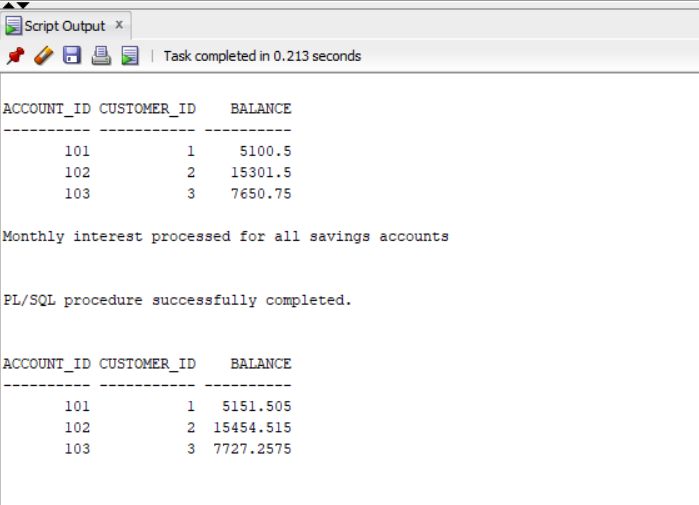 Script Output x
Task completed in 0.213 seconds
ACCOUNT_ID CUSTOMER_ID    BALANCE
---------- ----------- ----------
       101           1     5100.5
       102           2    15301.5
       103           3    7650.75
Monthly interest processed for all savings accounts
PL/SQL procedure successfully completed.
ACCOUNT_ID CUSTOMER_ID    BALANCE
---------- ----------- ----------
       101           1   5151.505
       102           2  15454.515
       103           3  7727.2575